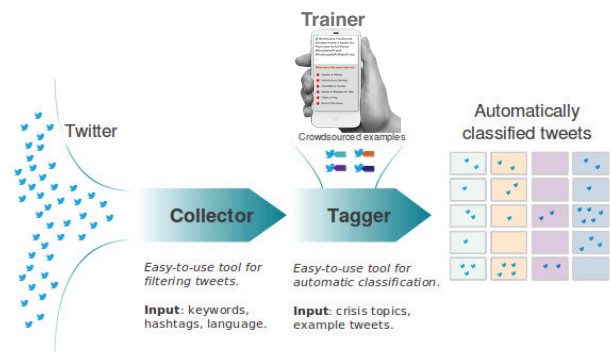 Trainer
Twitter
Crowdsourced examples
Automatically
classified tweets
Collector
Tagger
Easy-to-use tool for
filtering tweets.
Input: keywords,
hashtags, language.
Easy-to-use tool for
automatic classification.
Input: crisis topics,
example tweets.